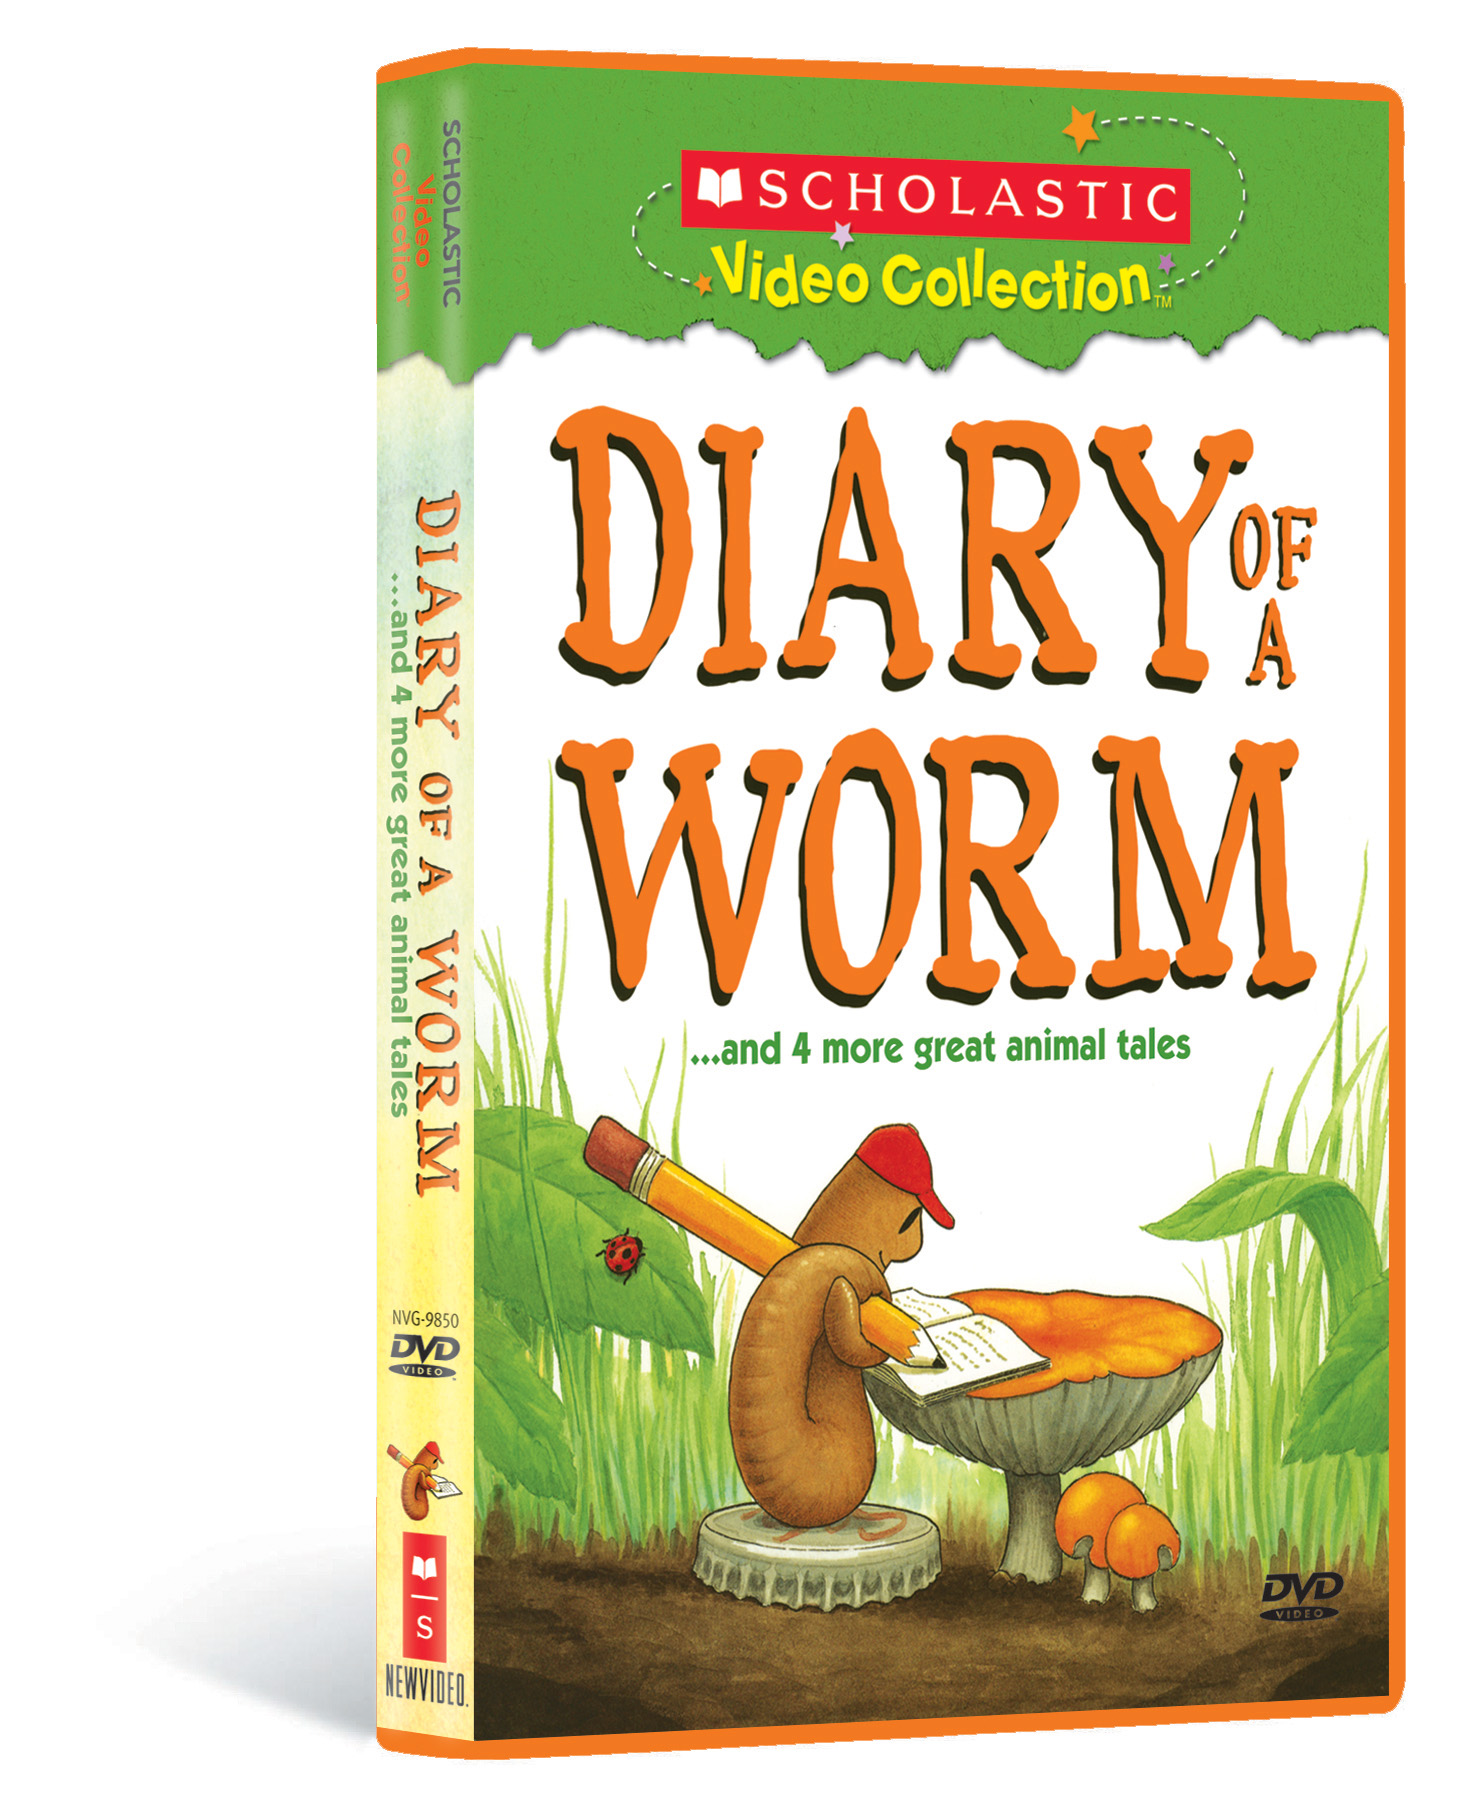 SCHOLASTIC
Video Collection™
DIARY OF A
WORM
...and 4 more great animal tales
DVD
VIDEO
SCHOLASTIC
Video
Collection
DIARY OF A WORM
...and 4 more great animal tales
NVG-9850
DVD
VIDEO
S
NEWVIDEO.